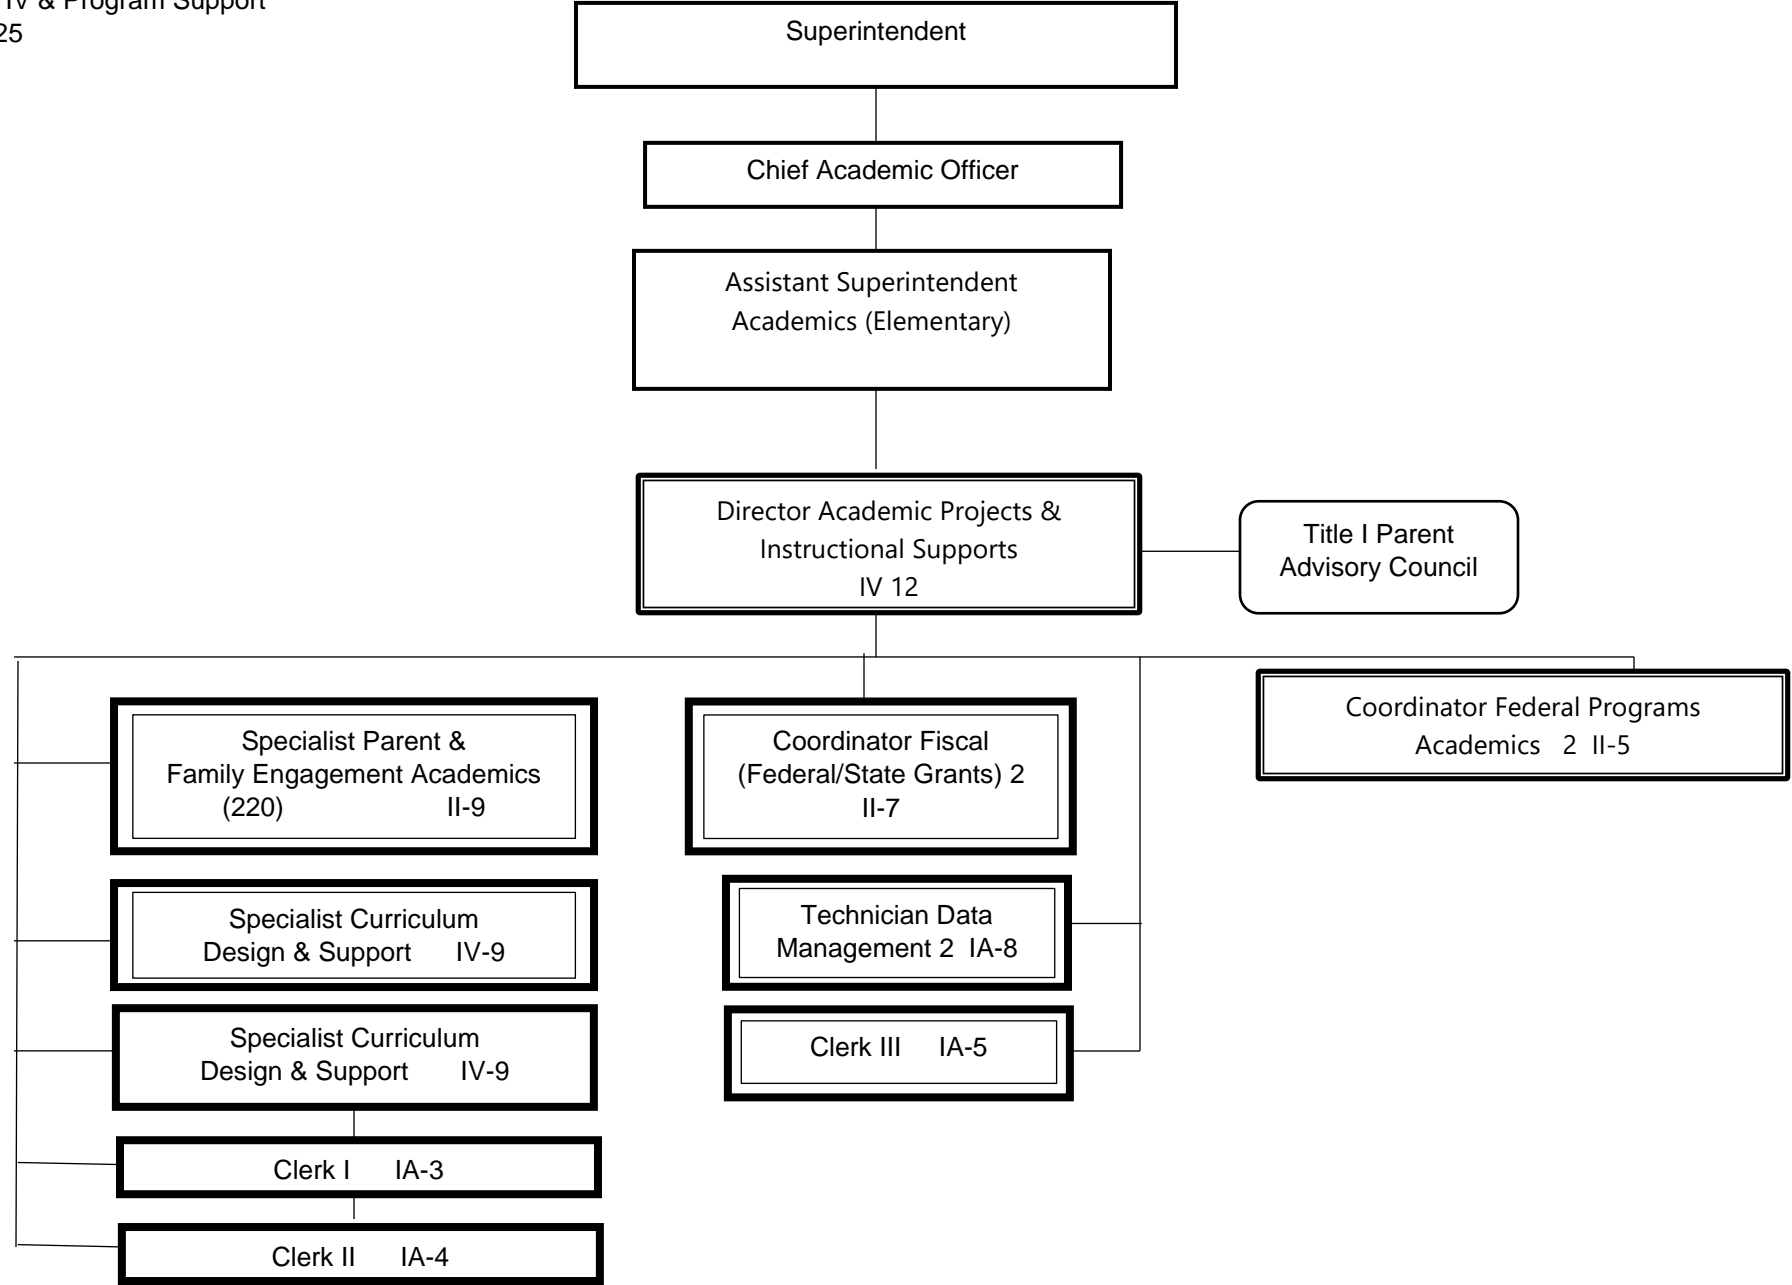 IV & Program Support
25
Superintendent
Chief Academic Officer
Assistant Superintendent
Academics (Elementary)
Director Academic Projects &
Instructional Supports
IV 12
Title I Parent
Advisory Council
Specialist Parent &
Family Engagement Academics
(220) II-9
Coordinator Fiscal
(Federal/State Grants) 2
II-7
Coordinator Federal Programs
Academics 2 II-5
Specialist Curriculum
Design & Support IV-9
Technician Data
Management 2 IA-8
Specialist Curriculum
Design & Support IV-9
Clerk III IA-5
Clerk I IA-3
Clerk II IA-4